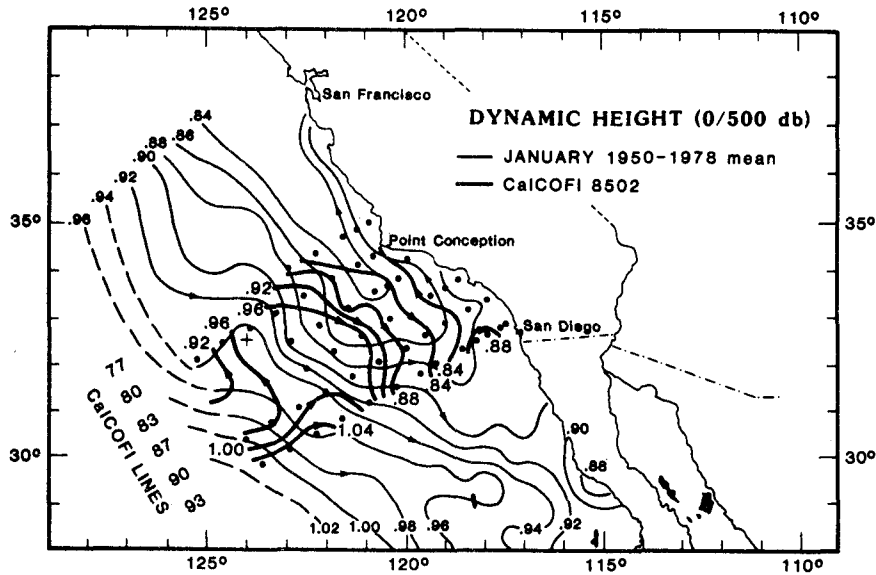 125° 120° 115° 110°
San Francisco
DYNAMIC HEIGHT (0/500 db)
JANUARY 1950-1978 mean
CalCOFI 8502
.84
.86
.88
.90
.92
.94
.96
35° 35°
Point Conception
.92
.96
.96
.92
San Diego
.88
.84
.84
.88
77
80
83
87
90
93
CalCOFI LINES
1.00
1.04
.90
.88
30° 30°
1.02 1.00 .98 .96 .94 .92
125° 120° 115° 110°